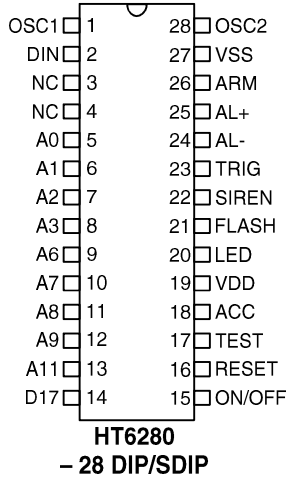 OSC1 1 28 OSC2
DIN 2 27 VSS
NC 3 26 ARM
NC 4 25 AL+
A0 5 24 AL-
A1 6 23 TRIG
A2 7 22 SIREN
A3 8 21 FLASH
A6 9 20 LED
A7 10 19 VDD
A8 11 18 ACC
A9 12 17 TEST
A11 13 16 RESET
D17 14 15 ON/OFF
HT6280
– 28 DIP/SDIP